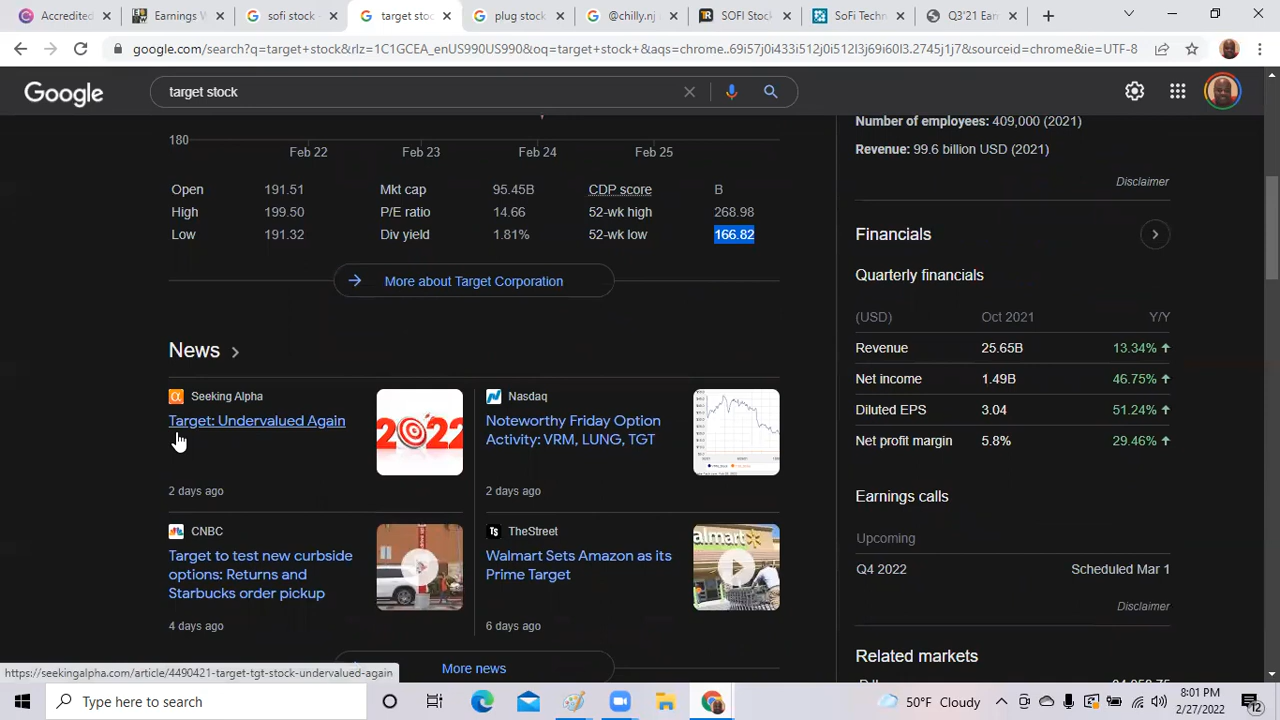 Accredited
Earnings W
sofi stock
target stoc
plug stock
@chilly.nj
SOFI Stock
SoFi Techn
Q3'21 Earn
google.com/search?q=target+stock&rlz=1C1GCEA_enUS990US990&oq=target+stock+&aqs=chrome..69i57j0i433i512j0i512l3j69i60l3.2745j1j7&sourceid=chrome&ie=UTF-8
Google
target stock
180
Feb 22 Feb 23 Feb 24 Feb 25
Open 191.51 Mkt cap 95.45B CDP score B
High 199.50 P/E ratio 14.66 52-wk high 268.98
Low 191.32 Div yield 1.81% 52-wk low 166.82
More about Target Corporation
News
Seeking Alpha
Target: Undervalued Again
2 days ago
Nasdaq
Noteworthy Friday Option
Activity: VRM, LUNG, TGT
2 days ago
CNBC
Target to test new curbside
options: Returns and
Starbucks order pickup
4 days ago
TheStreet
Walmart Sets Amazon as its
Prime Target
6 days ago
More news
2022
Walmart
Number of employees: 409,000 (2021)
Revenue: 99.6 billion USD (2021)
Disclaimer
Financials
Quarterly financials
(USD) Oct 2021 Y/Y
Revenue 25.65B 13.34%
Net income 1.49B 46.75%
Diluted EPS 3.04 51.24%
Net profit margin 5.8% 29.46%
Earnings calls
Upcoming
Q4 2022 Scheduled Mar 1
Disclaimer
Related markets
https://seekingalpha.com/article/4490421-target-tgt-stock-undervalued-again
Type here to search
50°F Cloudy
8:01 PM
2/27/2022
12